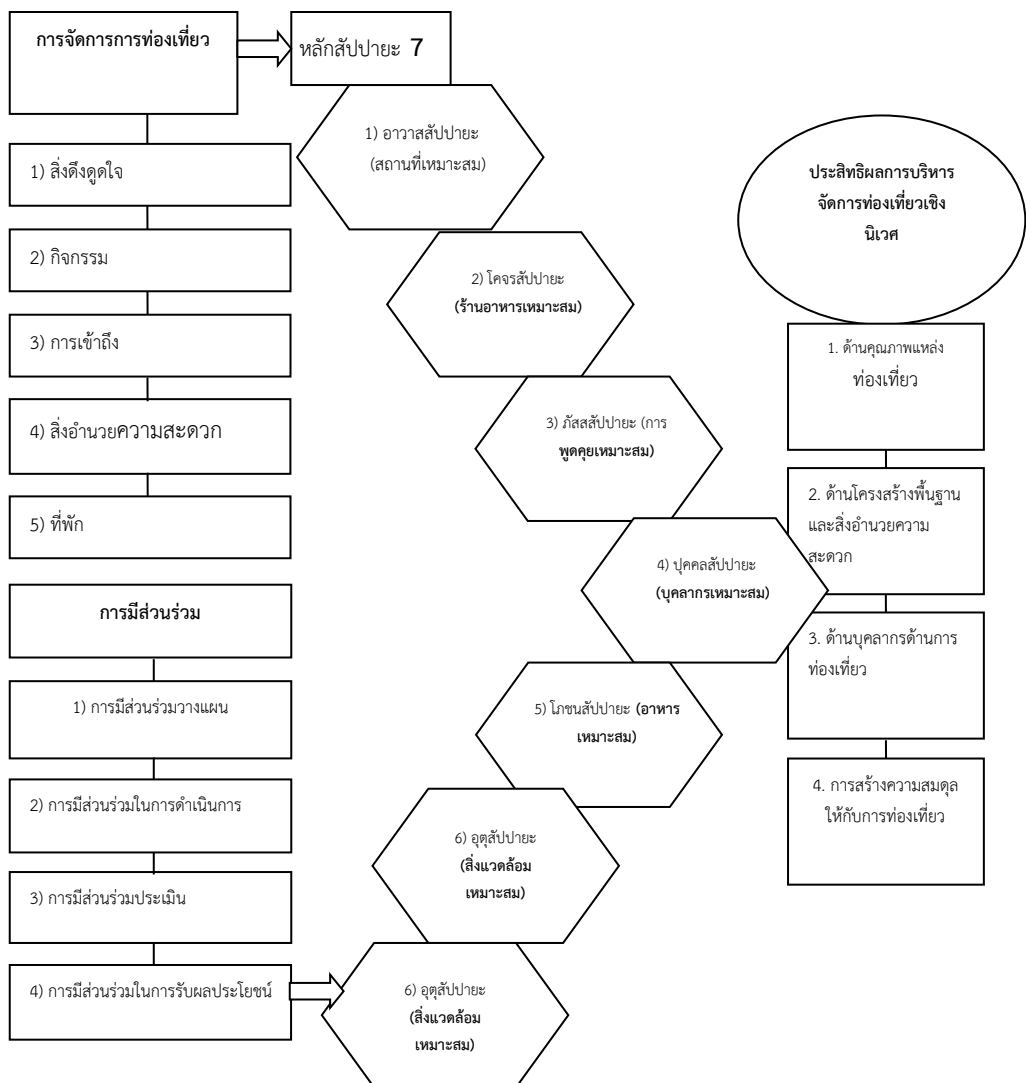 การจัดการการท่องเที่ยว
1) สิ่งดึงดูดใจ
2) กิจกรรม
3) การเข้าถึง
4) สิ่งอำนวยความสะดวก
5) ที่พัก
การมีส่วนร่วม
1) การมีส่วนร่วมวางแผน
2) การมีส่วนร่วมในการดำเนินการ
3) การมีส่วนร่วมประเมิน
4) การมีส่วนร่วมในการรับผลประโยชน์
หลักสัปปายะ 7
1) อาวาสสัปปายะ
(สถานที่เหมาะสม)
2) โคจรสัปปายะ
(ร้านอาหารเหมาะสม)
3) ภัสสสัปปายะ (การ
พูดคุยเหมาะสม)
4) ปุคคลสัปปายะ
(บุคลากรเหมาะสม)
5) โภชนสัปปายะ (อาหาร
เหมาะสม)
6) อุตุสัปปายะ
(สิ่งแวดล้อม
เหมาะสม)
6) อุตุสัปปายะ
(สิ่งแวดล้อม
เหมาะสม)
ประสิทธิผลการบริหาร
จัดการท่องเที่ยวเชิง
นิเวศ
1. ด้านคุณภาพแหล่ง
ท่องเที่ยว
2. ด้านโครงสร้างพื้นฐาน
และสิ่งอำนวยความ
สะดวก
3. ด้านบุคลากรด้านการ
ท่องเที่ยว
4. การสร้างความสมดุล
ให้กับการท่องเที่ยว